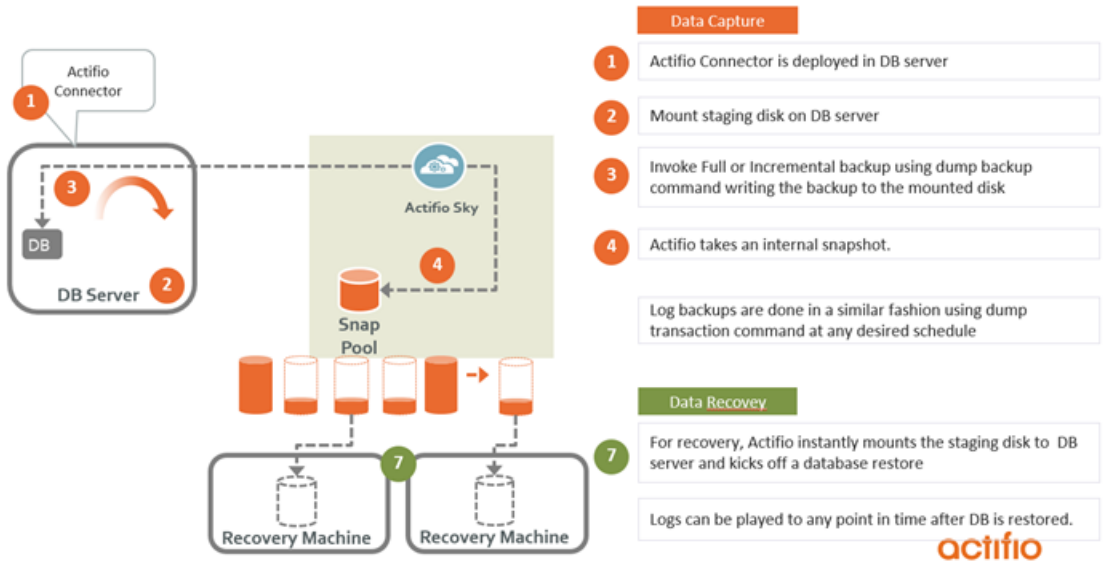 Data Capture
1
Actifio Connector is deployed in DB server
2
Mount staging disk on DB server
3
Invoke Full or Incremental backup using dump backup
command writing the backup to the mounted disk
4
Actifio takes an internal snapshot.
Log backups are done in a similar fashion using dump
transaction command at any desired schedule
Data Recovey
7
For recovery, Actifio instantly mounts the staging disk to DB
server and kicks off a database restore
Logs can be played to any point in time after DB is restored.
actifio
Actifio
Connector
1
3
DB
DB Server
2
Actifio Sky
4
Snap
Pool
7
Recovery Machine
Recovery Machine